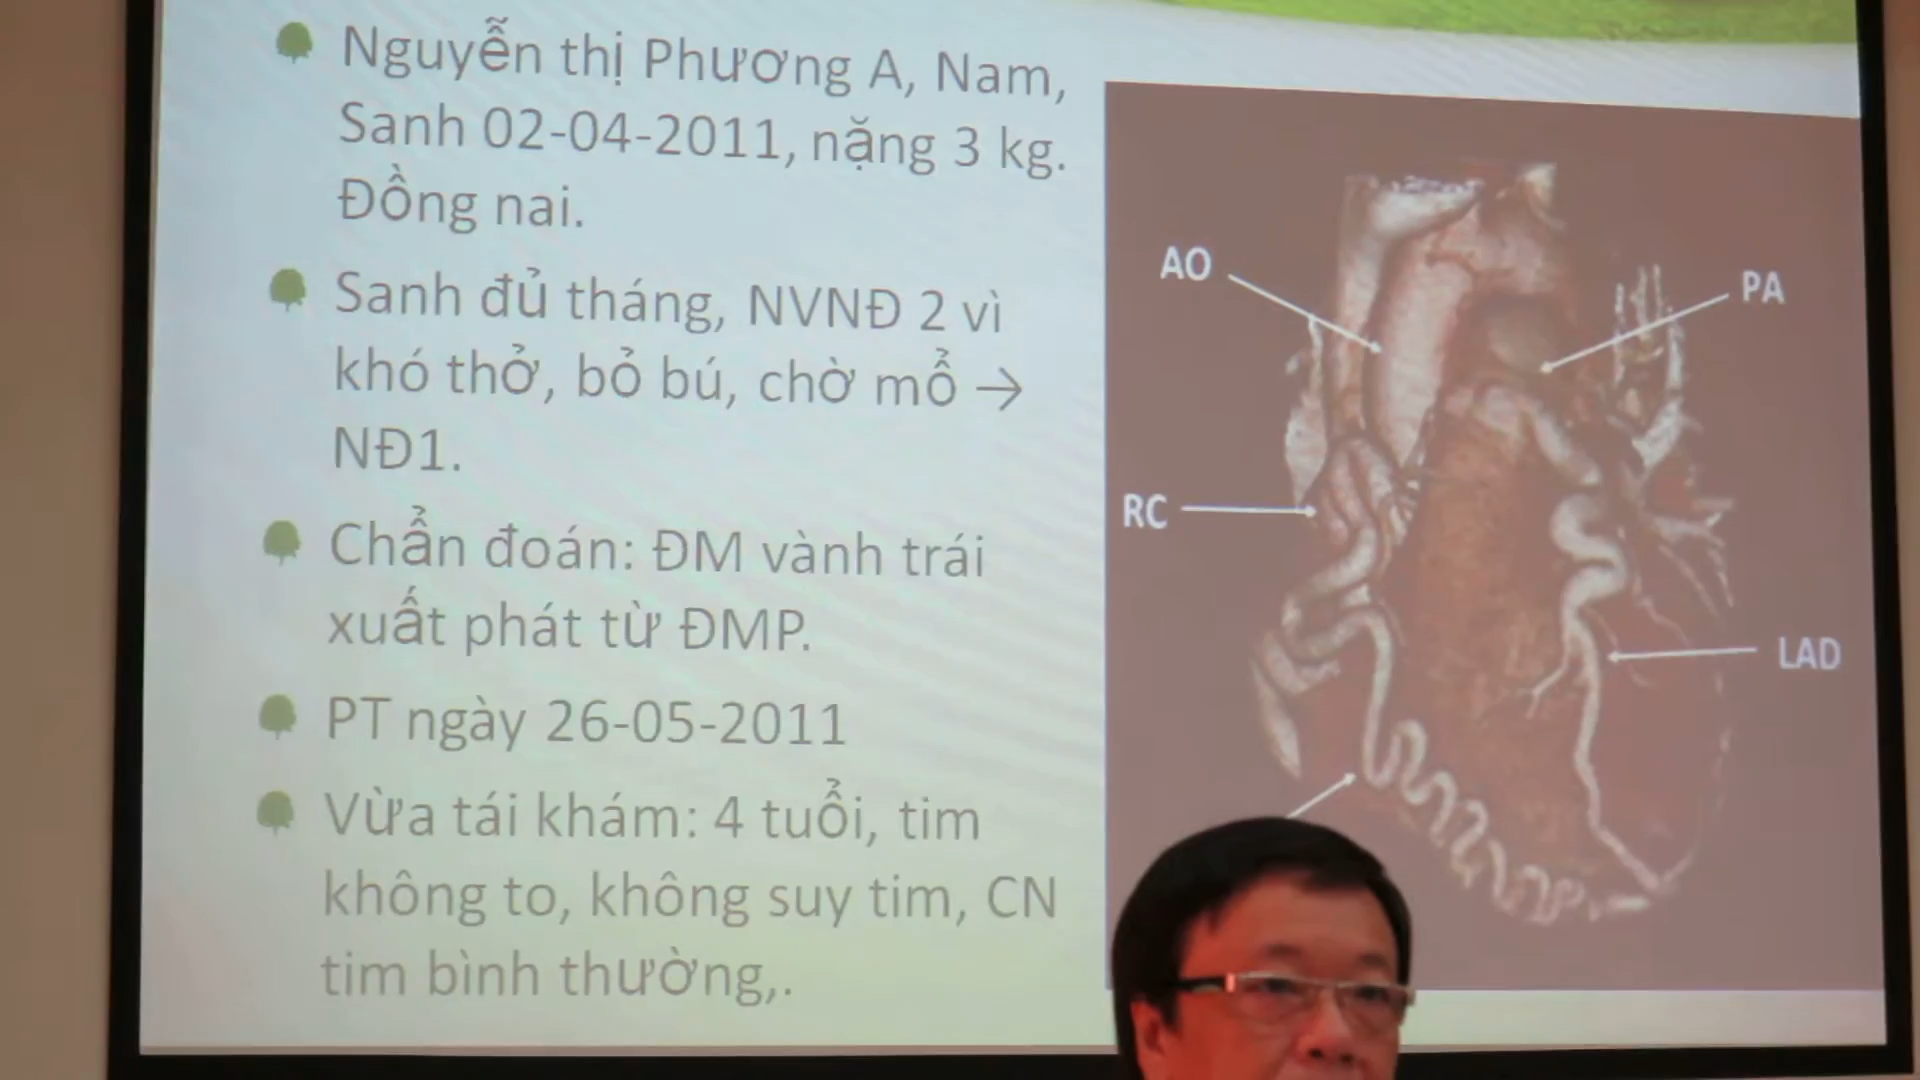 Nguyễn thị Phương A, Nam,
Sanh 02-04-2011, nặng 3 kg.
Đồng nai.
Sanh đủ tháng, NVNĐ 2 vì
khó thở, bỏ bú, chờ mổ →
NĐ1.
Chẩn đoán: ĐM vành trái
xuất phát từ ĐMP.
PT ngày 26-05-2011
Vừa tái khám: 4 tuổi, tim
không to, không suy tim, CN
tim bình thường,.
AO
PA
RC
LAD